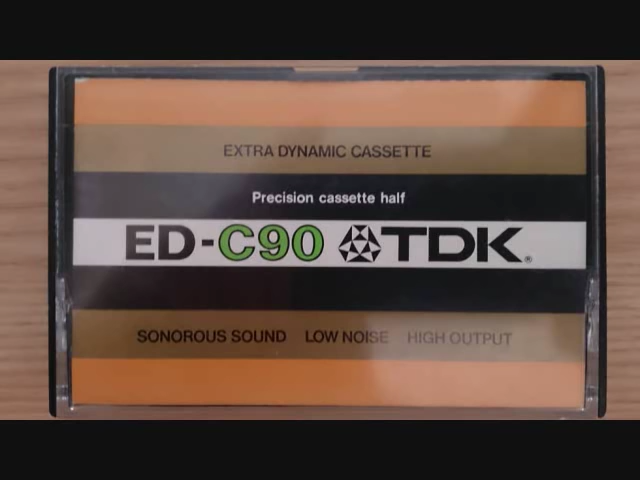 EXTRA DYNAMIC CASSETTE
Precision cassette half
ED-C90 TDK®
SONOROUS SOUND LOW NOISE HIGH OUTPUT